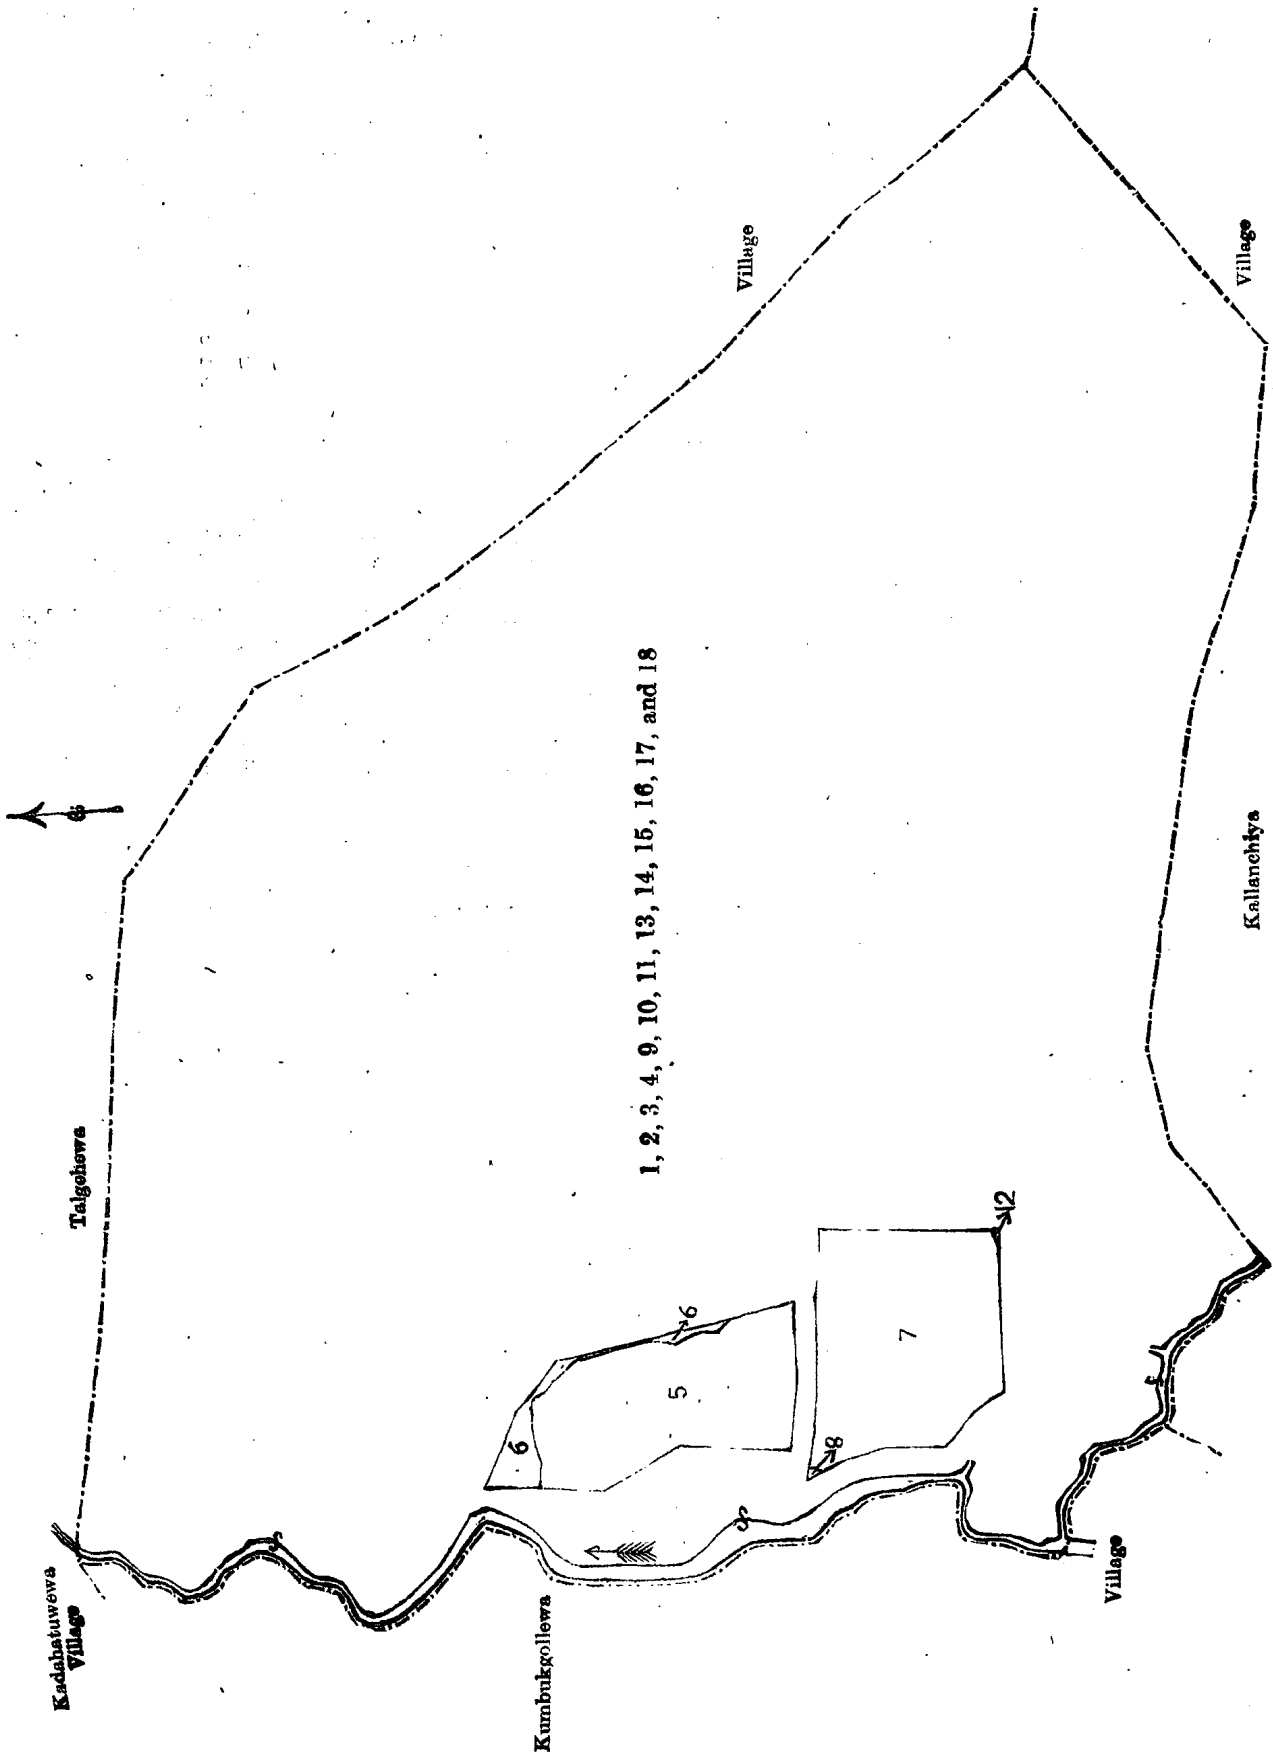 Kadahatuwewa
Village
Talgehewa
Village
Kumbukgollewa
Village
Kallanchiya
Village
1, 2, 3, 4, 9, 10, 11, 13, 14, 15, 16, 17, and 18
6
5
6
8
7
12